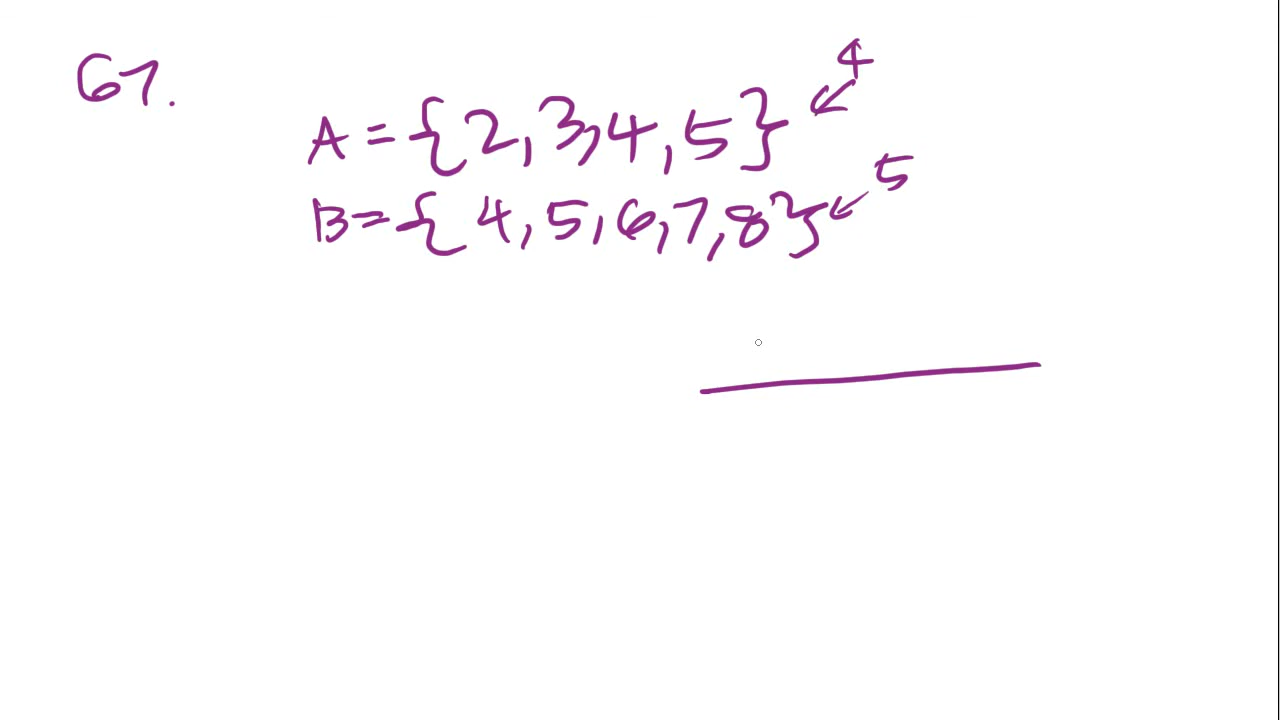 67.
4
A = {2, 3, 4, 5}
5
B = {4, 5, 6, 7, 8}